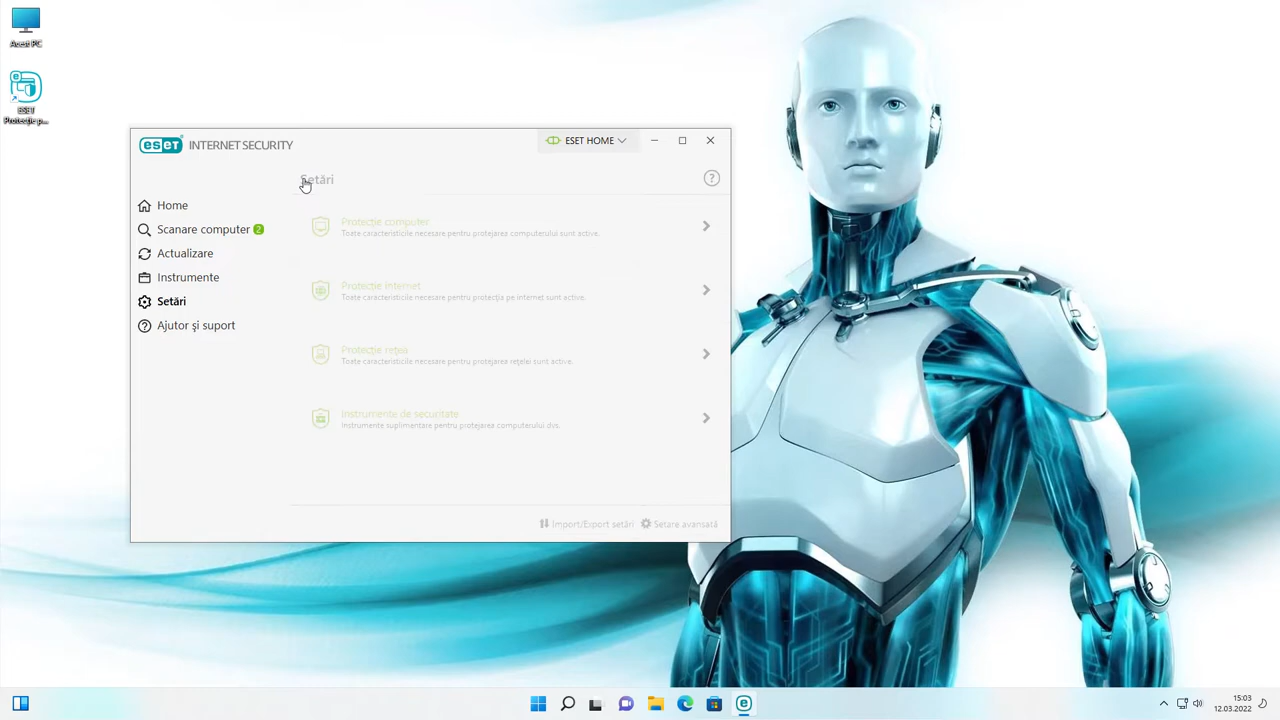 Acest PC
ESET
Protecție p...
eset INTERNET SECURITY
ESET HOME
Setări
?
Home
Scanare computer 2
Actualizare
Instrumente
Setări
Ajutor și suport
Protecție computer
Toate caracteristicile necesare pentru protejarea computerului sunt active.
Protecție internet
Toate caracteristicile necesare pentru protecția pe internet sunt active.
Protecție rețea
Toate caracteristicile necesare pentru protejarea rețelei sunt active.
Instrumente de securitate
Instrumente suplimentare pentru protejarea computerului dvs.
Import/Export setări
Setare avansată
15:03
12.03.2022